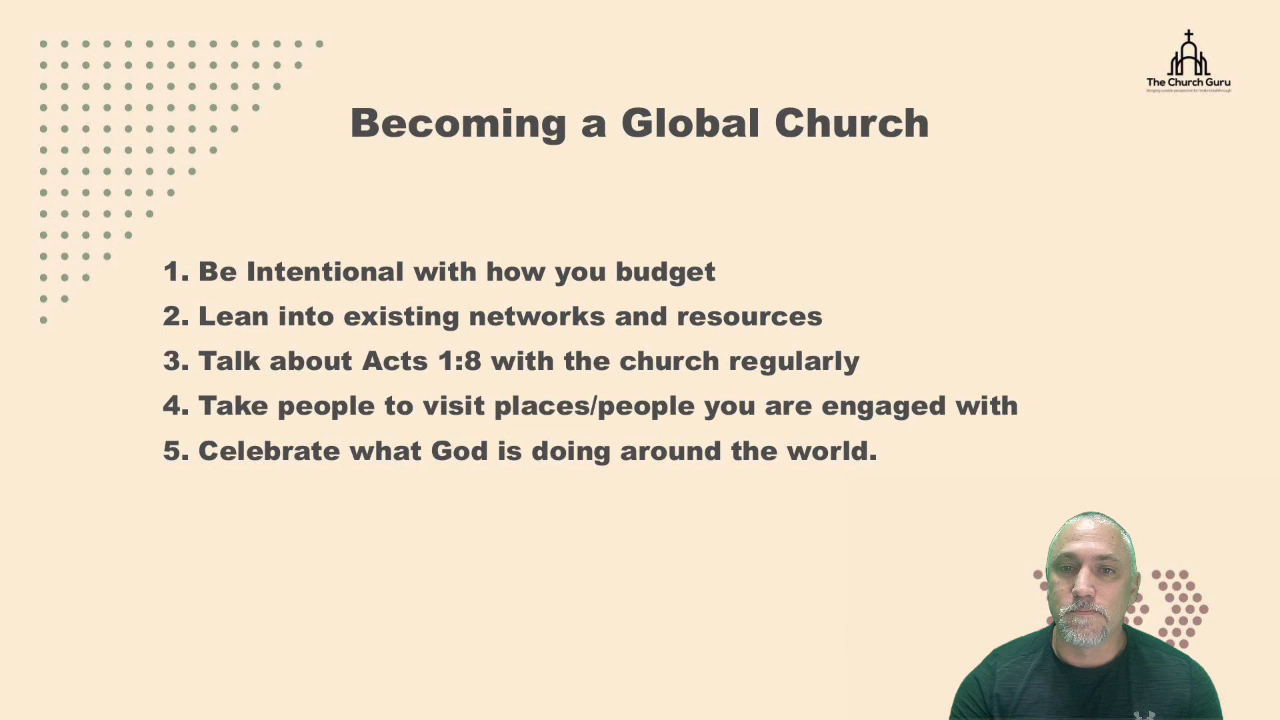 The Church Guru
Becoming a Global Church
1. Be Intentional with how you budget
2. Lean into existing networks and resources
3. Talk about Acts 1:8 with the church regularly
4. Take people to visit places/people you are engaged with
5. Celebrate what God is doing around the world.